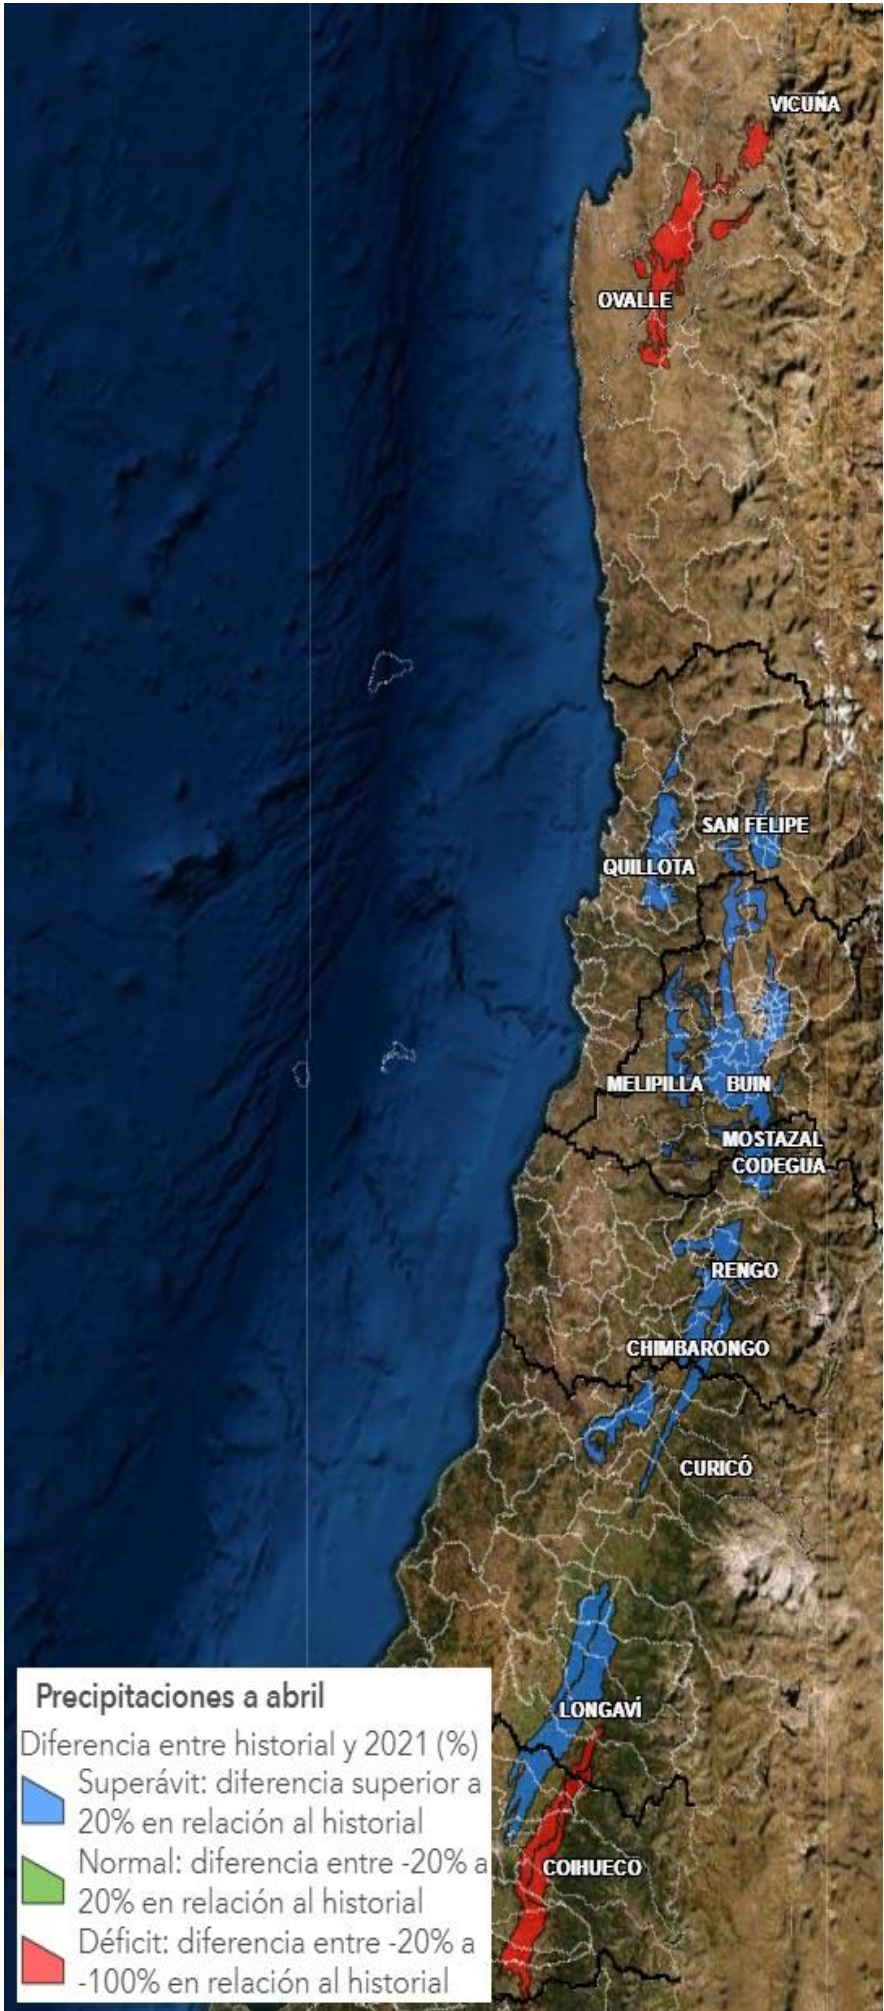 VICUÑA
OVALLE
SAN FELIPE
QUILLOTA
MELIPILLA
BUIN
MOSTAZAL
CODEGUA
RENGO
CHIMBARONGO
CURICÓ
LONGAVÍ
COIHUECO
Precipitaciones a abril
Diferencia entre historial y 2021 (%)
Superávit: diferencia superior a
20% en relación al historial
Normal: diferencia entre -20% a
20% en relación al historial
Déficit: diferencia entre -20% a
-100% en relación al historial